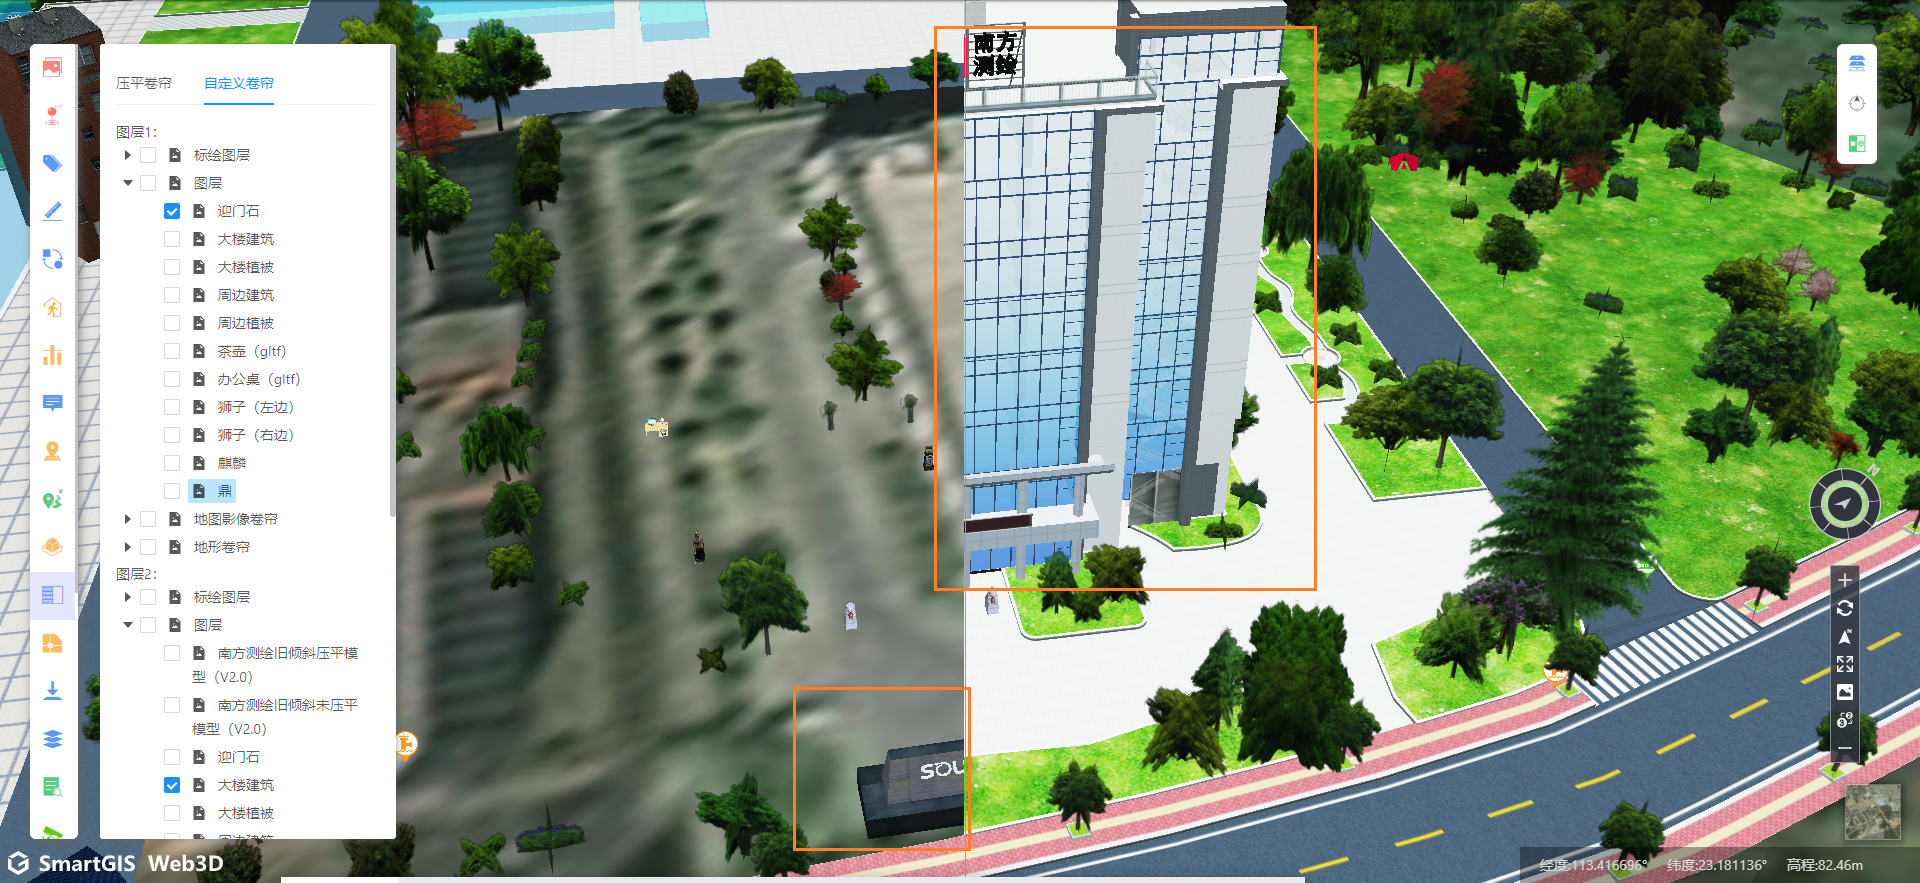 压平卷帘 自定义卷帘
图层1:
标绘图层
图层
迎门石
大楼建筑
大楼植被
周边建筑
周边植被
茶壶（gltf）
办公桌（gltf）
狮子（左边）
狮子（右边）
麒麟
鼎
地图影像卷帘
地形卷帘
图层2:
标绘图层
图层
南方测绘旧倾斜压平模
型（V2.0）
南方测绘旧倾斜未压平
模型（V2.0）
迎门石
大楼建筑
大楼植被
周边建筑
SmartGIS Web3D
南方
测绘
SOU
N
经度:113.416696° 纬度:23.181136° 高程:82.46m